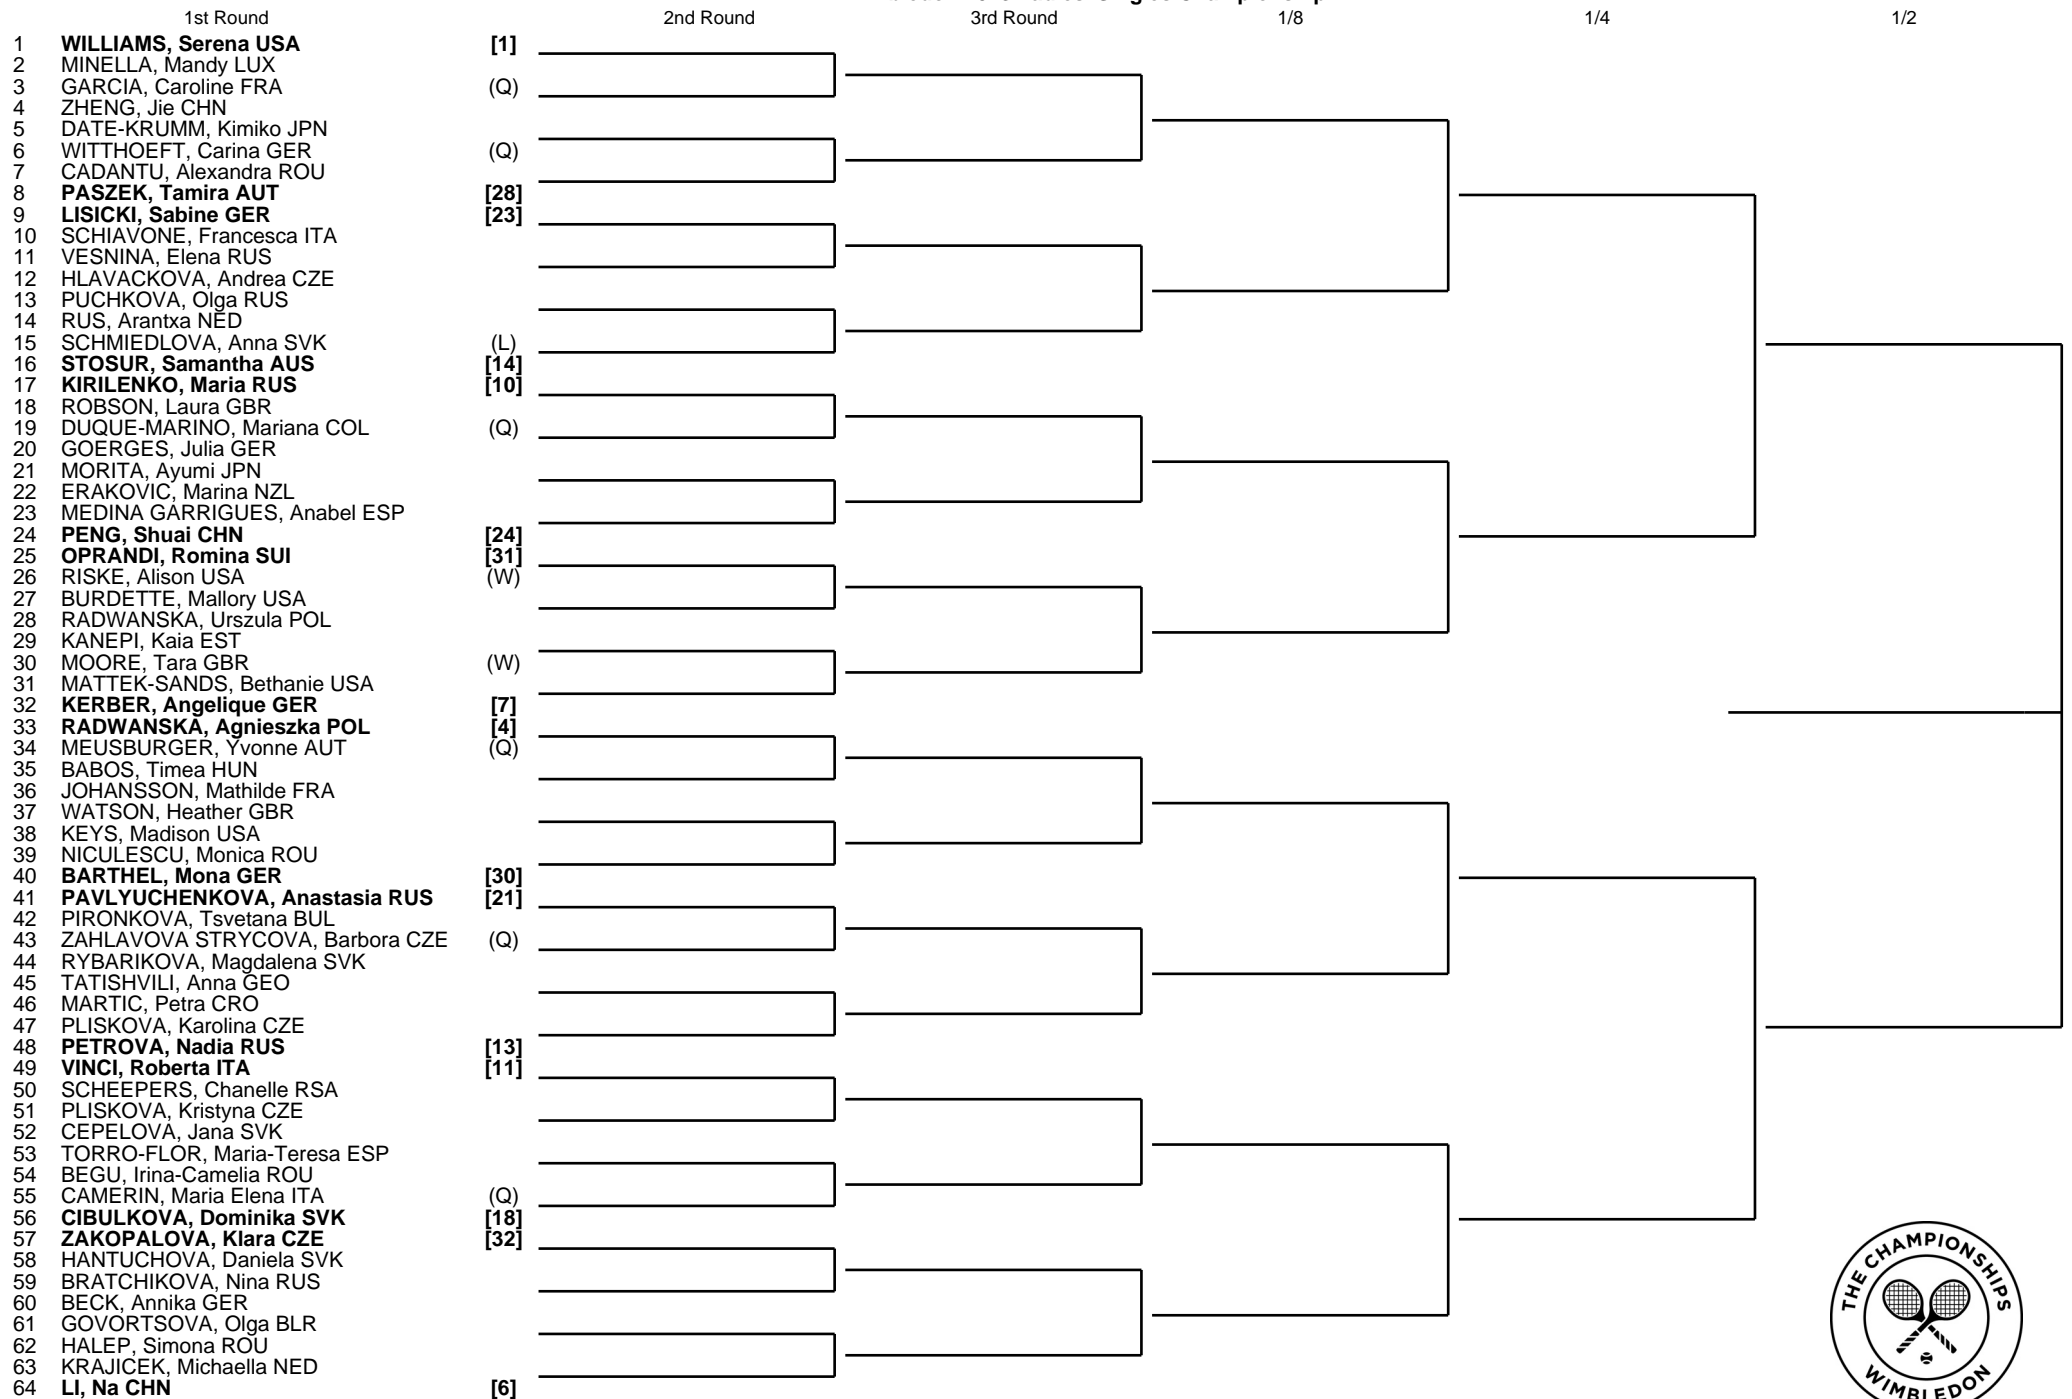 1st Round 2nd Round 3rd Round 1/8 1/4 1/2
1 WILLIAMS, Serena USA [1]
2 MINELLA, Mandy LUX
3 GARCIA, Caroline FRA (Q)
4 ZHENG, Jie CHN
5 DATE-KRUMM, Kimiko JPN
6 WITTHOEFT, Carina GER (Q)
7 CADANTU, Alexandra ROU
8 PASZEK, Tamira AUT [28]
9 LISICKI, Sabine GER [23]
10 SCHIAVONE, Francesca ITA
11 VESNINA, Elena RUS
12 HLAVACKOVA, Andrea CZE
13 PUCHKOVA, Olga RUS
14 RUS, Arantxa NED
15 SCHMIEDLOVA, Anna SVK (L)
16 STOSUR, Samantha AUS [14]
17 KIRILENKO, Maria RUS [10]
18 ROBSON, Laura GBR
19 DUQUE-MARINO, Mariana COL (Q)
20 GOERGES, Julia GER
21 MORITA, Ayumi JPN
22 ERAKOVIC, Marina NZL
23 MEDINA GARRIGUES, Anabel ESP
24 PENG, Shuai CHN [24]
25 OPRANDI, Romina SUI [31]
26 RISKE, Alison USA (W)
27 BURDETTE, Mallory USA
28 RADWANSKA, Urszula POL
29 KANEPI, Kaia EST
30 MOORE, Tara GBR (W)
31 MATTEK-SANDS, Bethanie USA
32 KERBER, Angelique GER [7]
33 RADWANSKA, Agnieszka POL [4]
34 MEUSBURGER, Yvonne AUT (Q)
35 BABOS, Timea HUN
36 JOHANSSON, Mathilde FRA
37 WATSON, Heather GBR
38 KEYS, Madison USA
39 NICULESCU, Monica ROU
40 BARTHEL, Mona GER [30]
41 PAVLYUCHENKOVA, Anastasia RUS [21]
42 PIRONKOVA, Tsvetana BUL
43 ZAHLAVOVA STRYCOVA, Barbora CZE (Q)
44 RYBARIKOVA, Magdalena SVK
45 TATISHVILI, Anna GEO
46 MARTIC, Petra CRO
47 PLISKOVA, Karolina CZE
48 PETROVA, Nadia RUS [13]
49 VINCI, Roberta ITA [11]
50 SCHEEPERS, Chanelle RSA
51 PLISKOVA, Kristyna CZE
52 CEPELOVA, Jana SVK
53 TORRO-FLOR, Maria-Teresa ESP
54 BEGU, Irina-Camelia ROU
55 CAMERIN, Maria Elena ITA (Q)
56 CIBULKOVA, Dominika SVK [18]
57 ZAKOPALOVA, Klara CZE [32]
58 HANTUCHOVA, Daniela SVK
59 BRATCHIKOVA, Nina RUS
60 BECK, Annika GER
61 GOVORTSOVA, Olga BLR
62 HALEP, Simona ROU
63 KRAJICEK, Michaella NED
64 LI, Na CHN [6]
THE CHAMPIONSHIPS
WIMBLEDON